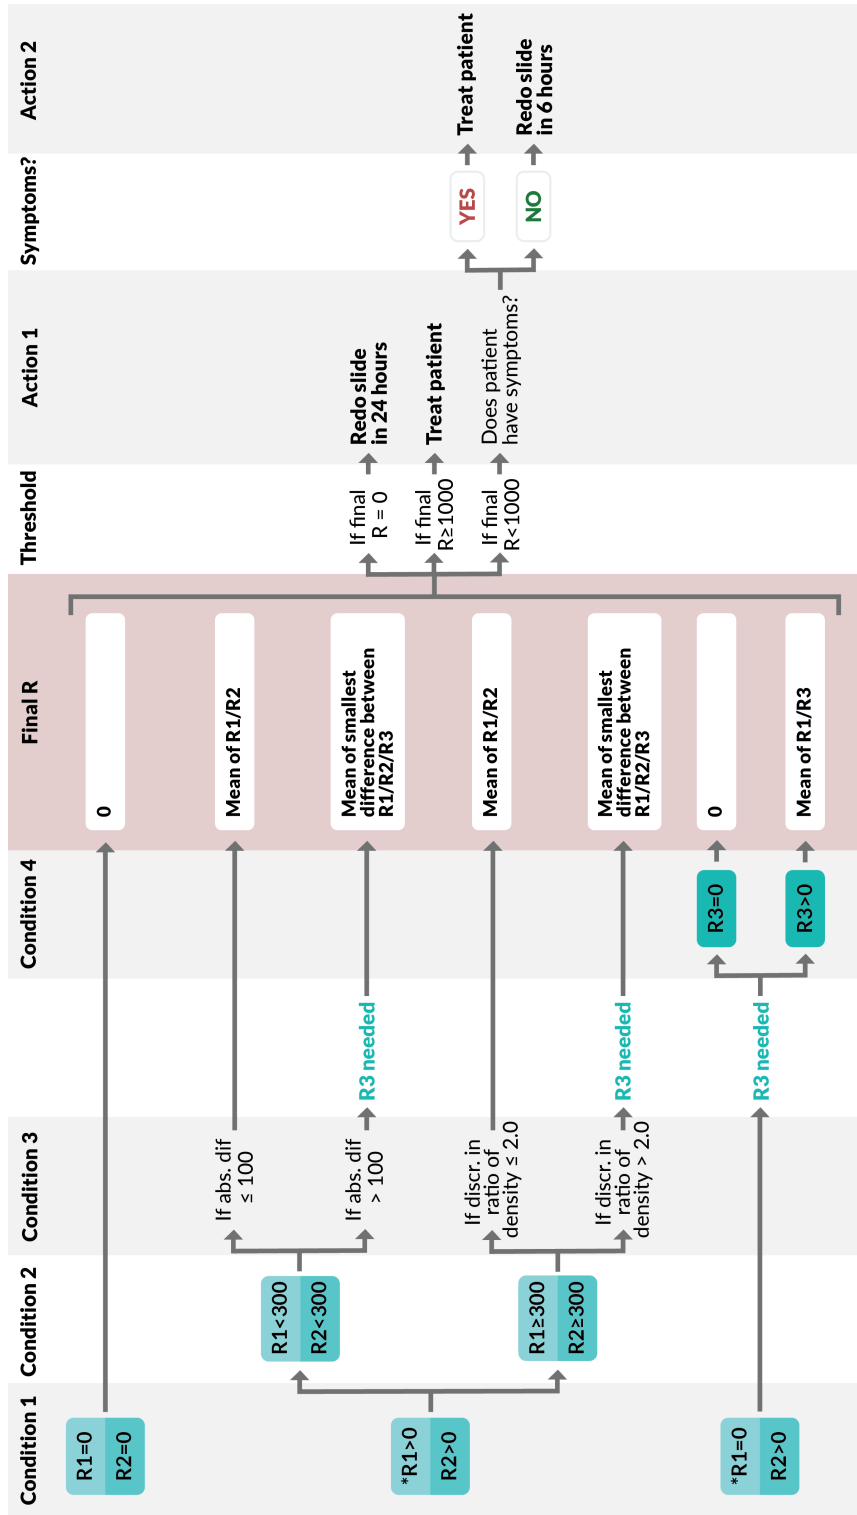 Condition 1
Condition 2
Condition 3
Condition 4
Final R
Threshold
Action 1
Symptoms?
Action 2
R1=0
R2=0
0
*R1>0
R2>0
R1<300
R2<300
If abs. dif
≤ 100
Mean of R1/R2
If abs. dif
> 100
R3 needed
Mean of smallest
difference between
R1/R2/R3
R1≥300
R2≥300
If discr. in
ratio of
density ≤ 2.0
Mean of R1/R2
If discr. in
ratio of
density > 2.0
R3 needed
Mean of smallest
difference between
R1/R2/R3
*R1=0
R2>0
R3 needed
R3=0
0
R3>0
Mean of R1/R3
If final
R = 0
Redo slide
in 24 hours
If final
R≥1000
Treat patient
If final
R<1000
Does patient
have symptoms?
YES
Treat patient
NO
Redo slide
in 6 hours